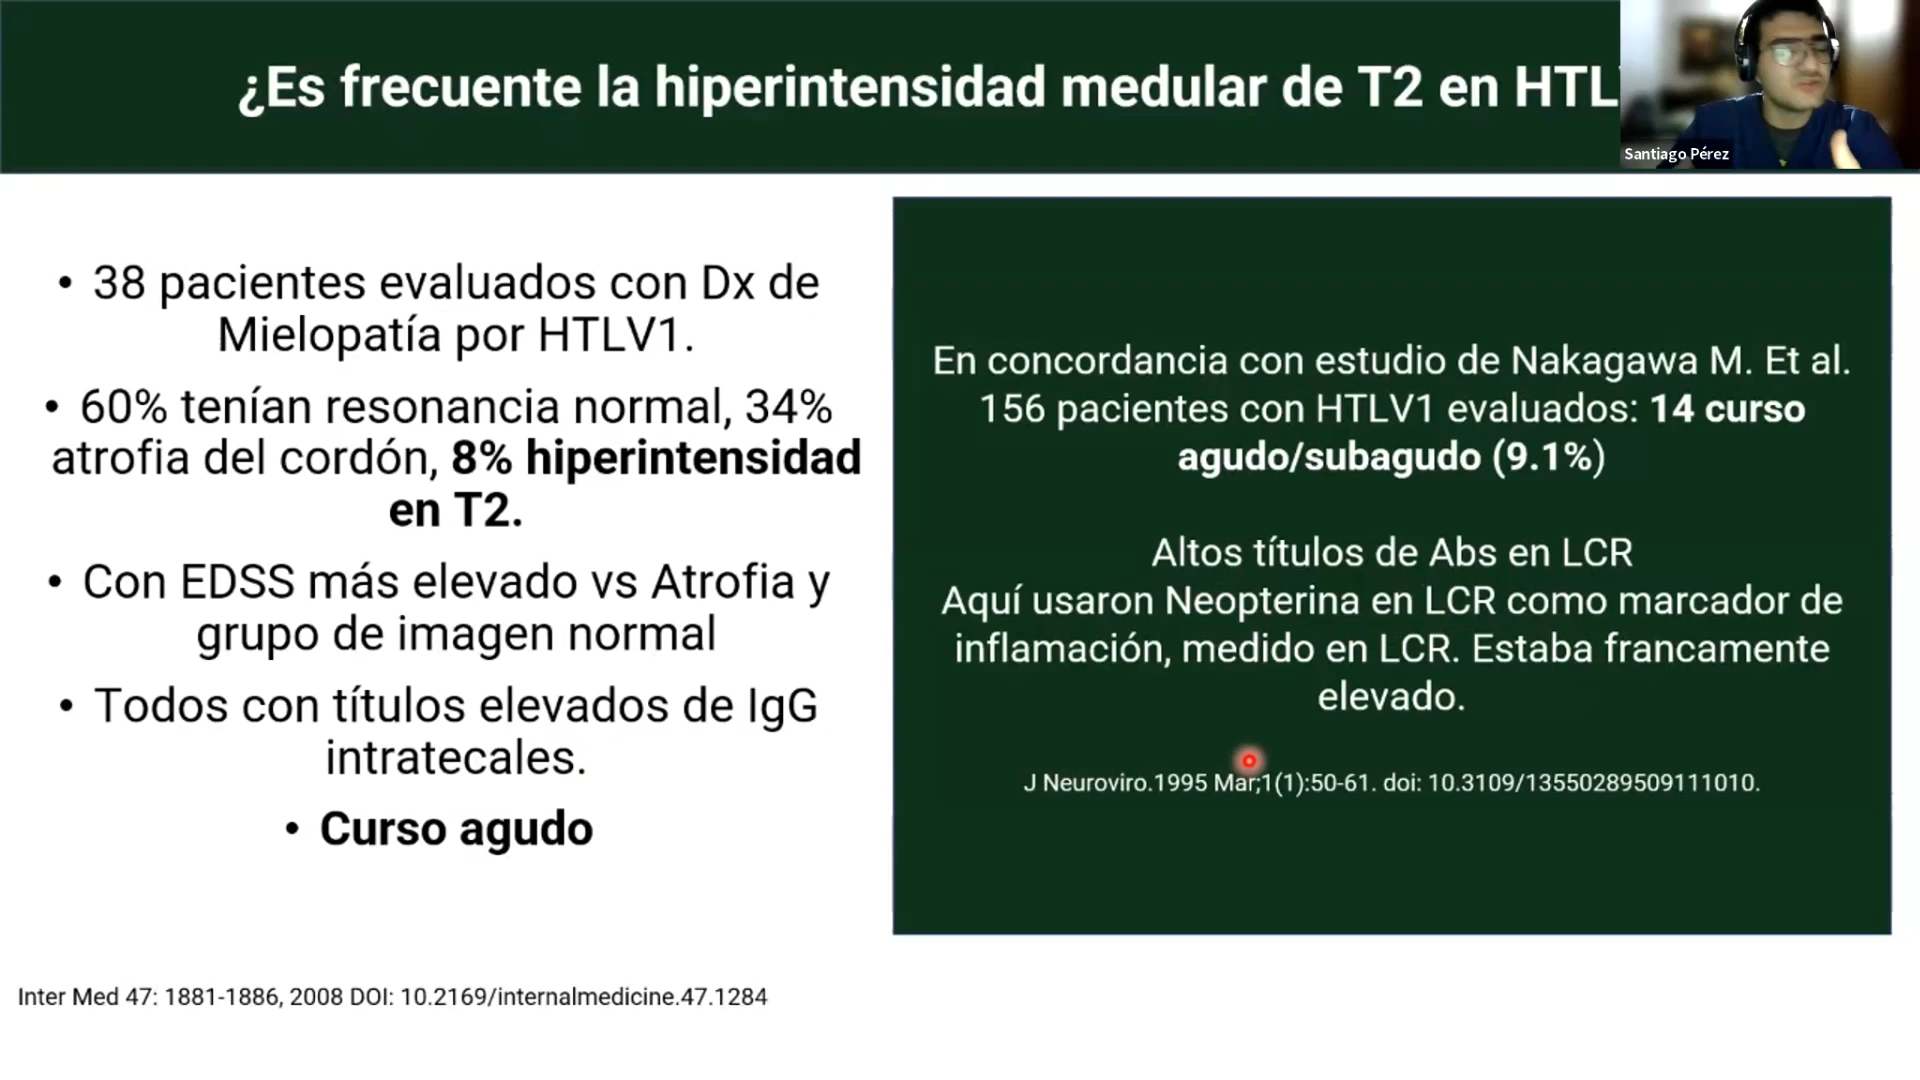 ¿Es frecuente la hiperintensidad medular de T2 en HTL
Santiago Pérez
• 38 pacientes evaluados con Dx de
Mielopatía por HTLV1.
• 60% tenían resonancia normal, 34%
atrofia del cordón, 8% hiperintensidad
en T2.
• Con EDSS más elevado vs Atrofia y
grupo de imagen normal
• Todos con títulos elevados de IgG
intratecales.
• Curso agudo
En concordancia con estudio de Nakagawa M. Et al.
156 pacientes con HTLV1 evaluados: 14 curso
agudo/subagudo (9.1%)
Altos títulos de Abs en LCR
Aquí usaron Neopterina en LCR como marcador de
inflamación, medido en LCR. Estaba francamente
elevado.
J Neuroviro.1995 Mar;1(1):50-61. doi: 10.3109/13550289509111010.
Inter Med 47: 1881-1886, 2008 DOI: 10.2169/internalmedicine.47.1284